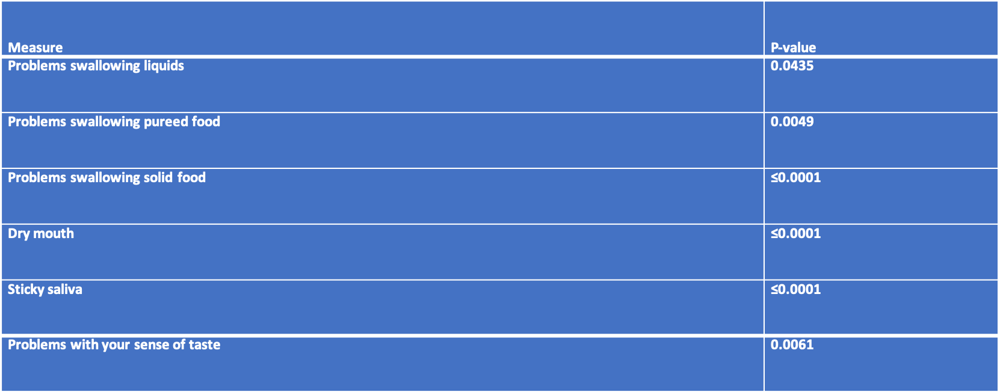 Measure P-value
Problems swallowing liquids 0.0435
Problems swallowing pureed food 0.0049
Problems swallowing solid food ≤0.0001
Dry mouth ≤0.0001
Sticky saliva ≤0.0001
Problems with your sense of taste 0.0061